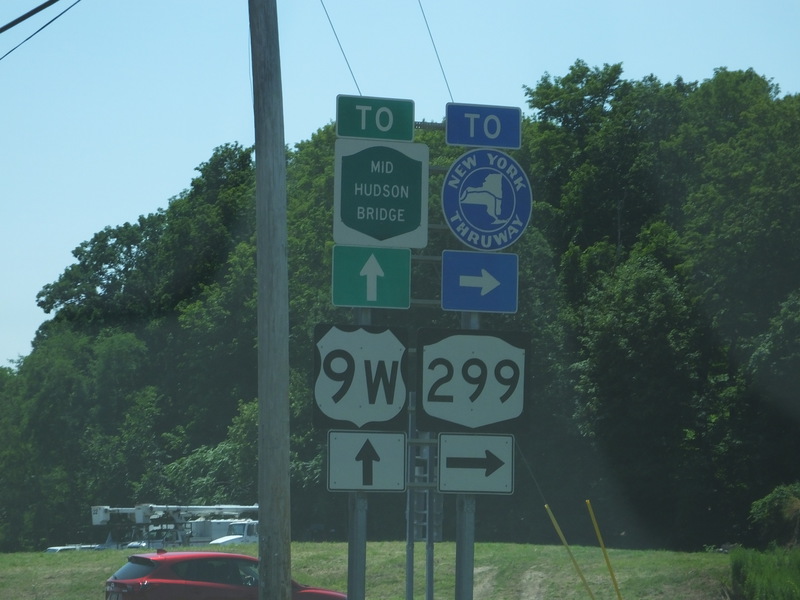 TO
MID
HUDSON
BRIDGE
9W
TO
NEW YORK
THRUWAY
299